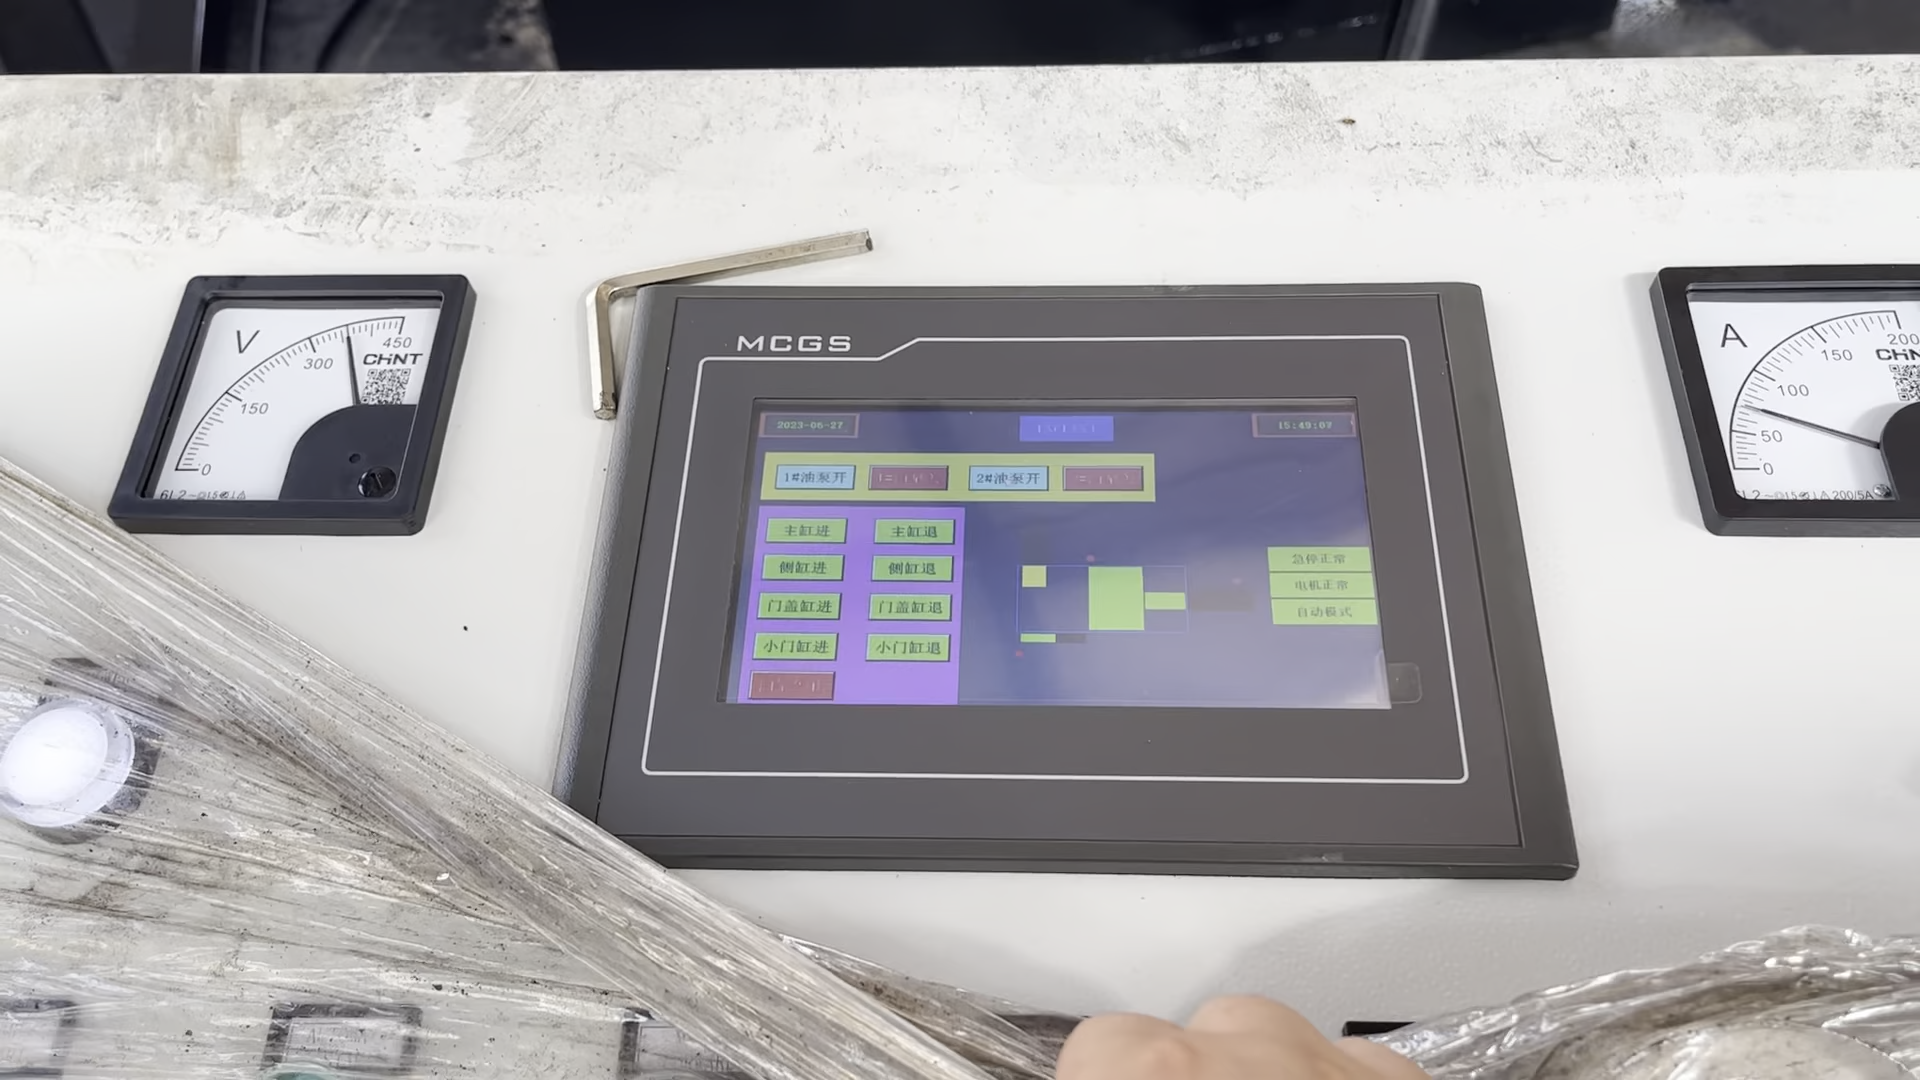 V
450
CHNT
300
150
0
MCGS
2023-06-27
15:49:07
1#油泵开
2#油泵开
主缸进
主缸退
侧缸进
侧缸退
门盖缸进
门盖缸退
小门缸进
小门缸退
急停正常
电机正常
自动模式
A
200
CHN
150
100
50
0
200/5A